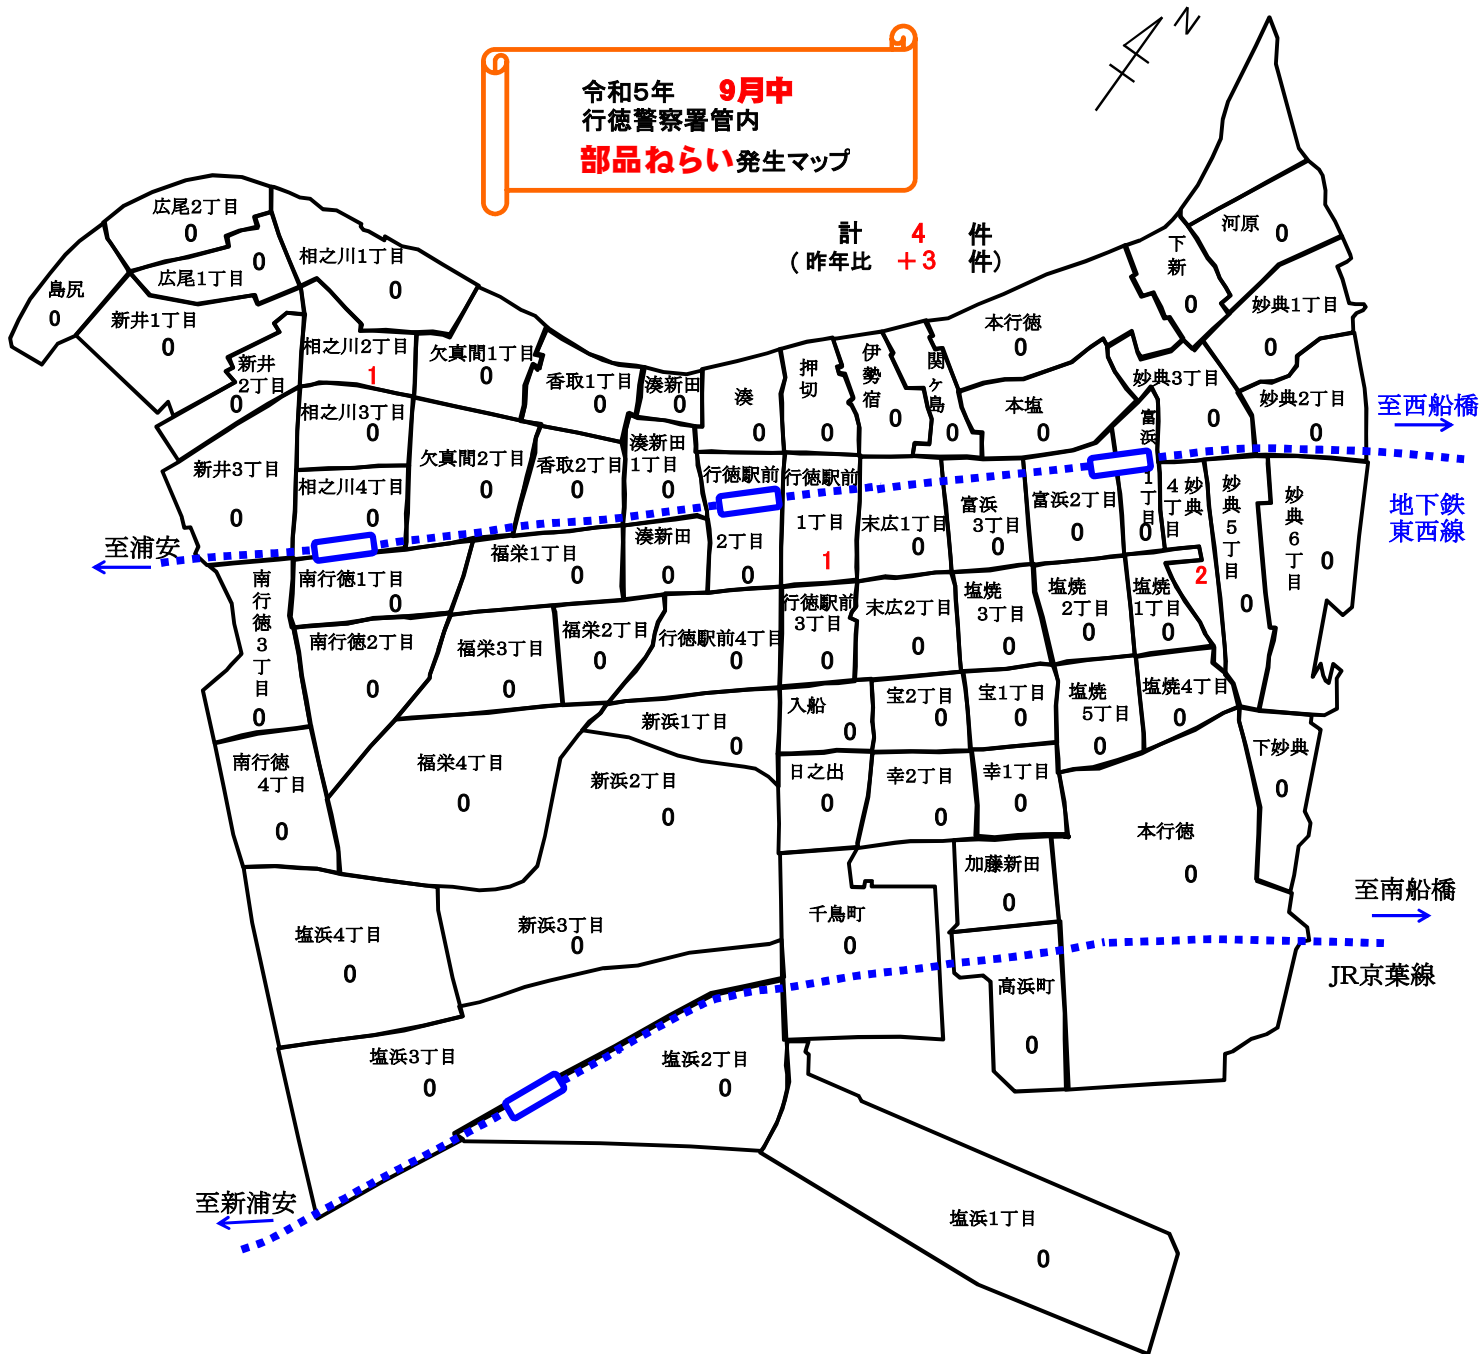 N
令和5年 9月中
行徳警察署管内
部品ねらい発生マップ
計 4 件
(昨年比 +3 件)
広尾2丁目
0
広尾1丁目
0
島尻
0
相之川1丁目
0
新井1丁目
0
新井
2丁目
0
相之川2丁目
1
欠真間1丁目
0
香取1丁目
0
湊新田
0
湊
0
押切
0
伊勢宿
0
関ヶ島
0
本行徳
0
本塩
0
下新
0
河原
0
妙典1丁目
0
妙典2丁目
0
妙典3丁目
0
至西船橋
地下鉄
東西線
新井3丁目
0
相之川3丁目
0
相之川4丁目
0
欠真間2丁目
0
香取2丁目
0
湊新田
1丁目
0
行徳駅前
2丁目
0
行徳駅前
1丁目
1
末広1丁目
0
富浜
3丁目
0
富浜2丁目
0
富浜
1丁目
0
妙典
4丁目
2
妙典5丁目
0
妙典6丁目
0
至浦安
南行徳3丁目
0
南行徳1丁目
0
福栄1丁目
0
湊新田
0
南行徳2丁目
0
福栄3丁目
0
福栄2丁目
0
行徳駅前4丁目
0
行徳駅前
3丁目
0
末広2丁目
0
塩焼
3丁目
0
塩焼
2丁目
0
塩焼
1丁目
0
南行徳
4丁目
0
福栄4丁目
0
新浜1丁目
0
新浜2丁目
0
入船
0
宝2丁目
0
宝1丁目
0
塩焼
5丁目
0
塩焼4丁目
0
下妙典
0
日之出
0
幸2丁目
0
幸1丁目
0
本行徳
0
加藤新田
0
至南船橋
塩浜4丁目
0
新浜3丁目
0
千鳥町
0
高浜町
0
JR京葉線
塩浜3丁目
0
塩浜2丁目
0
至新浦安
塩浜1丁目
0